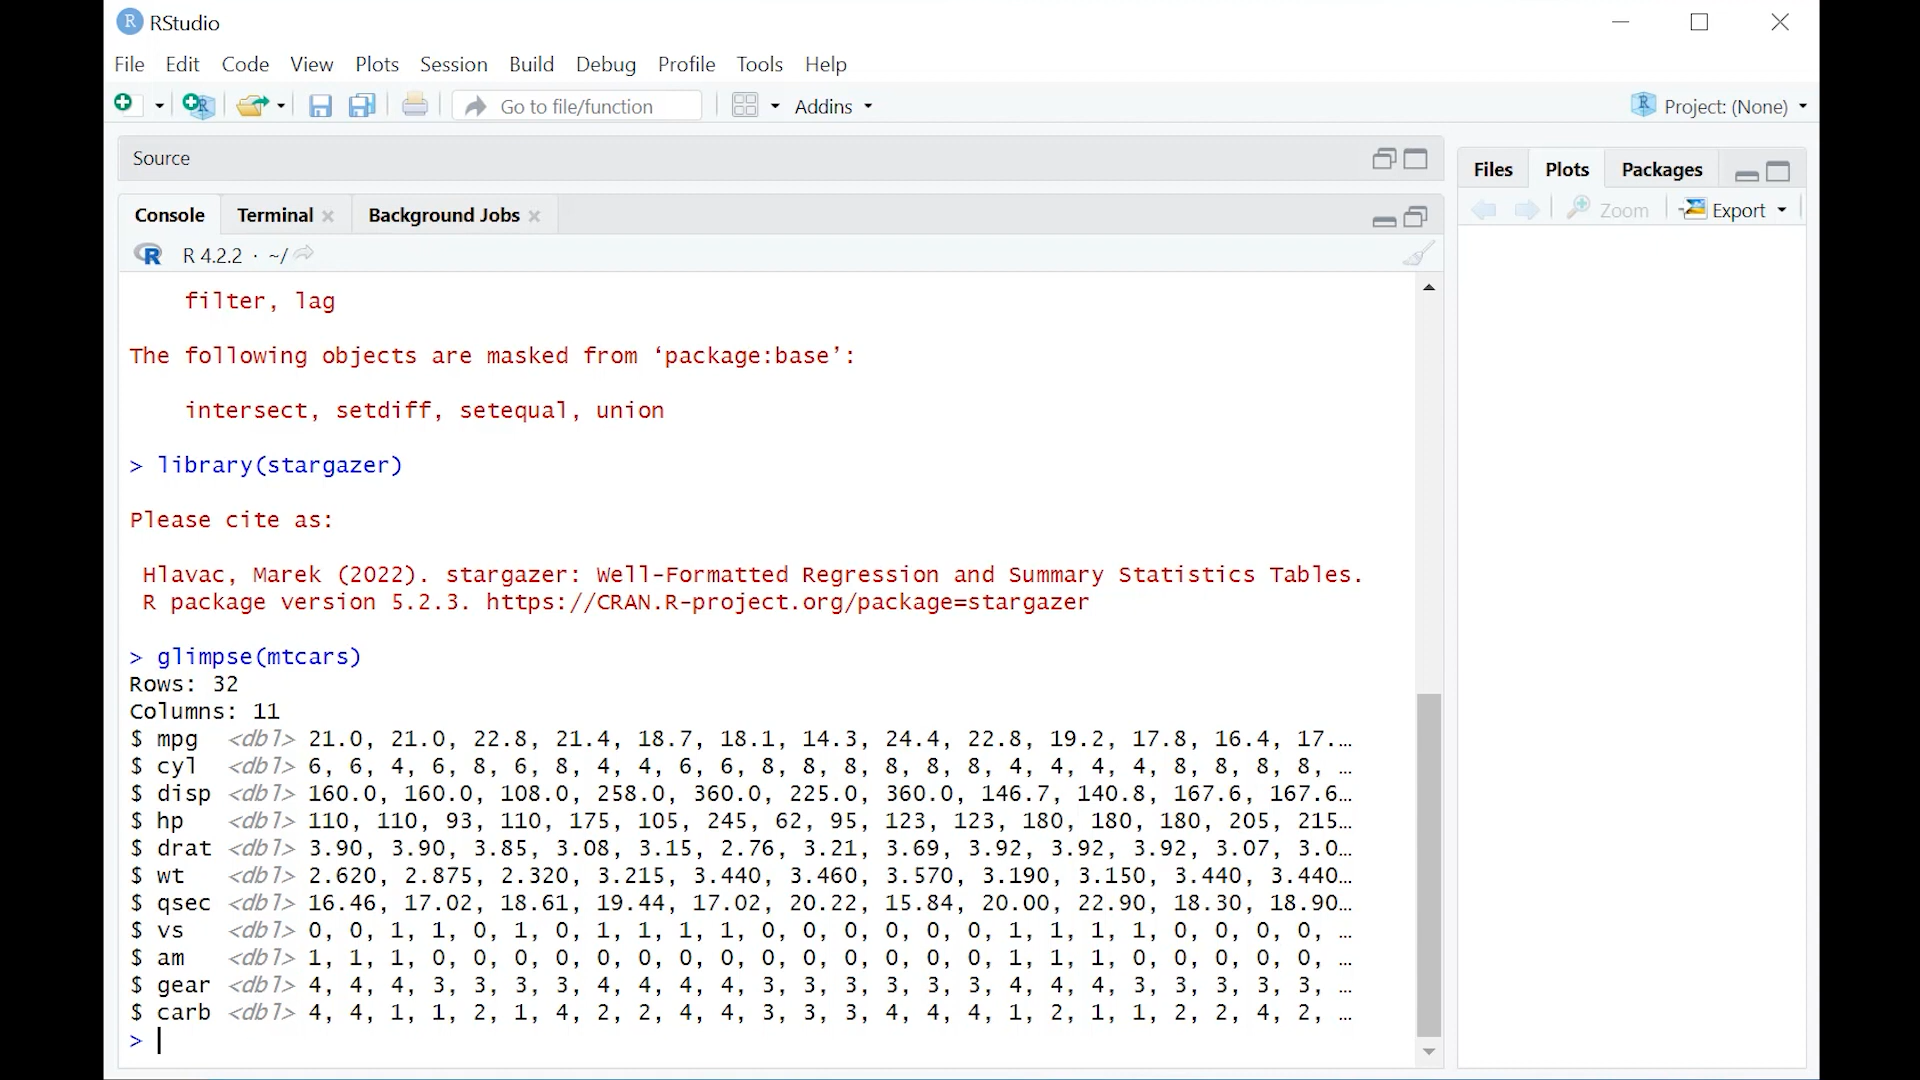 RStudio
File Edit Code View Plots Session Build Debug Profile Tools Help
Go to file/function Addins Project: (None)
Source
Files Plots Packages
Console Terminal Background Jobs
Zoom Export
R 4.2.2 · ~/
filter, lag
The following objects are masked from ‘package:base’:
intersect, setdiff, setequal, union
> library(stargazer)
Please cite as:
Hlavac, Marek (2022). stargazer: Well-Formatted Regression and Summary Statistics Tables.
R package version 5.2.3. https://CRAN.R-project.org/package=stargazer
> glimpse(mtcars)
Rows: 32
Columns: 11
$ mpg <dbl> 21.0, 21.0, 22.8, 21.4, 18.7, 18.1, 14.3, 24.4, 22.8, 19.2, 17.8, 16.4, 17.…
$ cyl <dbl> 6, 6, 4, 6, 8, 6, 8, 4, 4, 6, 6, 8, 8, 8, 8, 8, 8, 4, 4, 4, 4, 8, 8, 8, 8, …
$ disp <dbl> 160.0, 160.0, 108.0, 258.0, 360.0, 225.0, 360.0, 146.7, 140.8, 167.6, 167.6…
$ hp <dbl> 110, 110, 93, 110, 175, 105, 245, 62, 95, 123, 123, 180, 180, 180, 205, 215…
$ drat <dbl> 3.90, 3.90, 3.85, 3.08, 3.15, 2.76, 3.21, 3.69, 3.92, 3.92, 3.92, 3.07, 3.0…
$ wt <dbl> 2.620, 2.875, 2.320, 3.215, 3.440, 3.460, 3.570, 3.190, 3.150, 3.440, 3.440…
$ qsec <dbl> 16.46, 17.02, 18.61, 19.44, 17.02, 20.22, 15.84, 20.00, 22.90, 18.30, 18.90…
$ vs <dbl> 0, 0, 1, 1, 0, 1, 0, 1, 1, 1, 1, 0, 0, 0, 0, 0, 0, 1, 1, 1, 1, 0, 0, 0, 0, …
$ am <dbl> 1, 1, 1, 0, 0, 0, 0, 0, 0, 0, 0, 0, 0, 0, 0, 0, 0, 1, 1, 1, 0, 0, 0, 0, 0, …
$ gear <dbl> 4, 4, 4, 3, 3, 3, 3, 4, 4, 4, 4, 3, 3, 3, 3, 3, 3, 4, 4, 4, 3, 3, 3, 3, 3, …
$ carb <dbl> 4, 4, 1, 1, 2, 1, 4, 2, 2, 4, 4, 3, 3, 3, 4, 4, 4, 1, 2, 1, 1, 2, 2, 4, 2, …
>